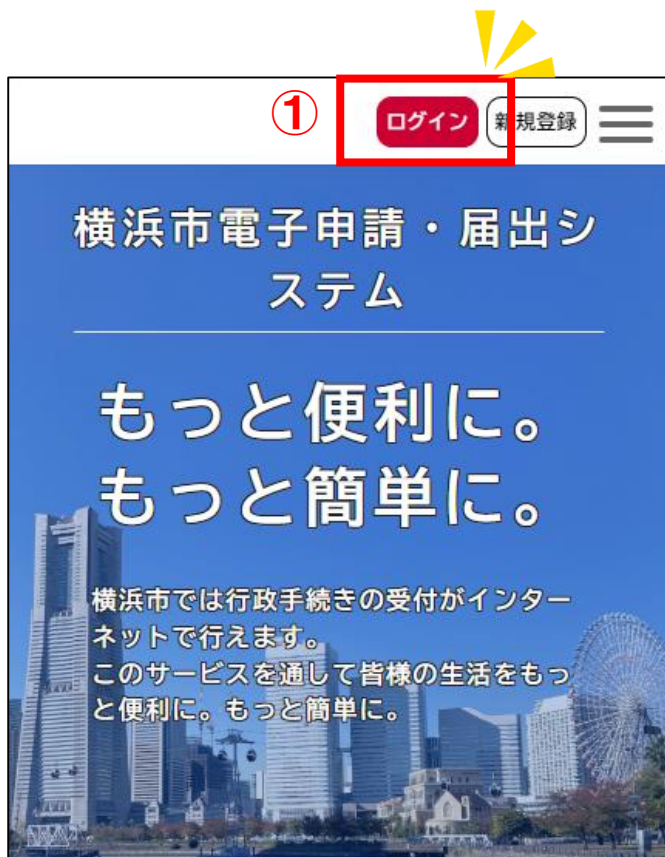 ①
ログイン
新規登録
横浜市電子申請・届出シ
ステム
もっと便利に。
もっと簡単に。
横浜市では行政手続きの受付がインター
ネットで行えます。
このサービスを通して皆様の生活をもっ
と便利に。もっと簡単に。